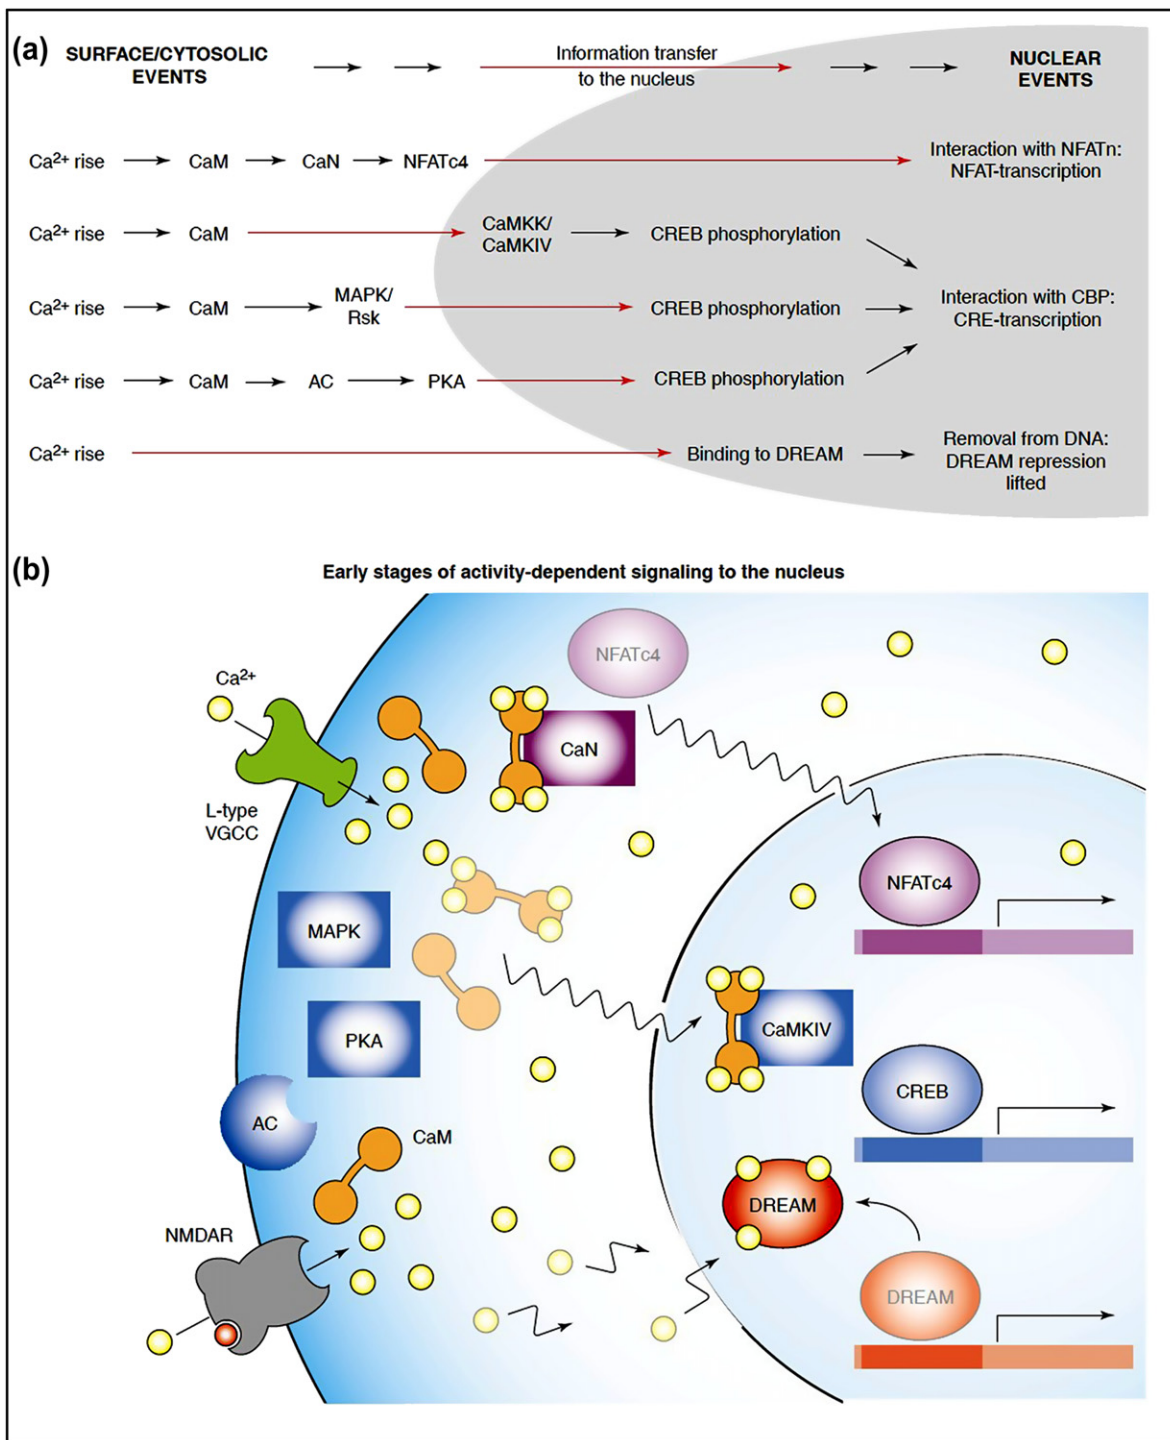 (a)
SURFACE/CYTOSOLIC
EVENTS
Information transfer
to the nucleus
NUCLEAR
EVENTS
Ca²⁺ rise CaM CaN NFATc4 Interaction with NFATn:
NFAT-transcription
Ca²⁺ rise CaM CaMKK/
CaMKIV CREB phosphorylation
Ca²⁺ rise CaM MAPK/
Rsk CREB phosphorylation Interaction with CBP:
CRE-transcription
Ca²⁺ rise CaM AC PKA CREB phosphorylation
Ca²⁺ rise Binding to DREAM Removal from DNA:
DREAM repression
lifted
(b)
Early stages of activity-dependent signaling to the nucleus
NFATc4
Ca²⁺
CaN
L-type
VGCC
NFATc4
MAPK
CaMKIV
PKA
CREB
AC
CaM
DREAM
NMDAR
DREAM